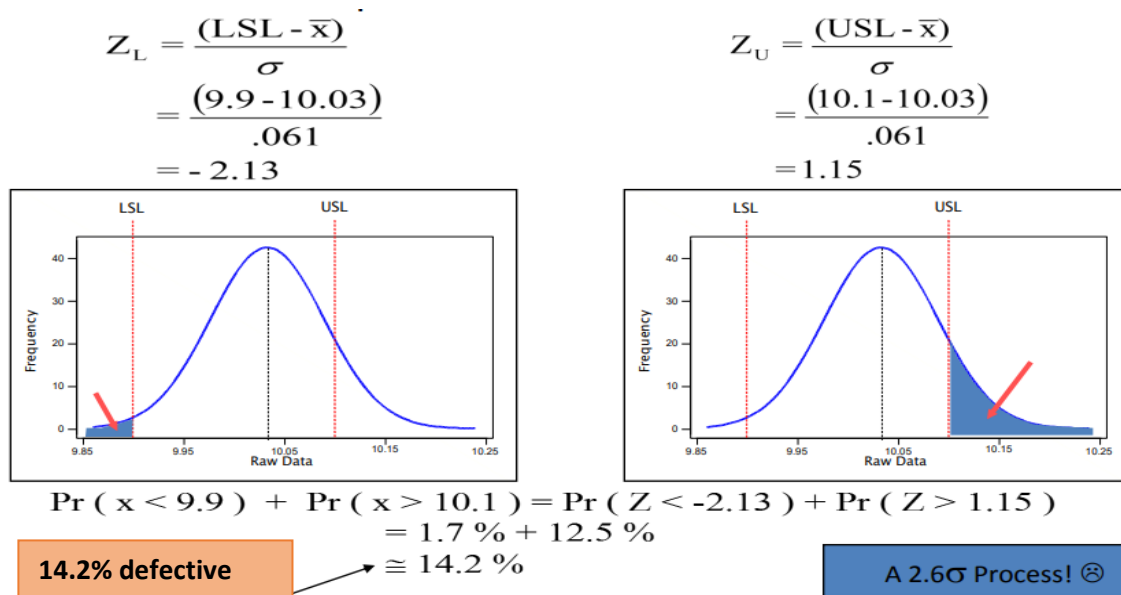 Z_L = (LSL - x̄) / σ
= (9.9 - 10.03) / .061
= - 2.13
Z_U = (USL - x̄) / σ
= (10.1 - 10.03) / .061
= 1.15
LSL USL
Frequency
40
30
20
10
0
9.85 9.95 10.05 10.15 10.25
Raw Data
LSL USL
Frequency
40
30
20
10
0
9.85 9.95 10.05 10.15 10.25
Raw Data
Pr ( x < 9.9 ) + Pr ( x > 10.1 ) = Pr ( Z < -2.13 ) + Pr ( Z > 1.15 )
= 1.7 % + 12.5 %
≅ 14.2 %
14.2% defective
A 2.6σ Process! ☹